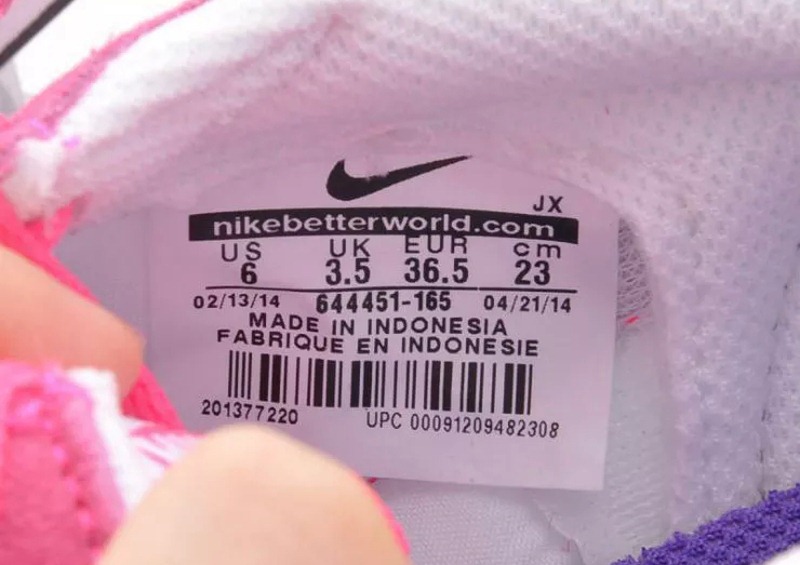 JX
nikebetterworld.com
US UK EUR cm
6 3.5 36.5 23
02/13/14 644451-165 04/21/14
MADE IN INDONESIA
FABRIQUE EN INDONESIE
201377220 UPC 00091209482308